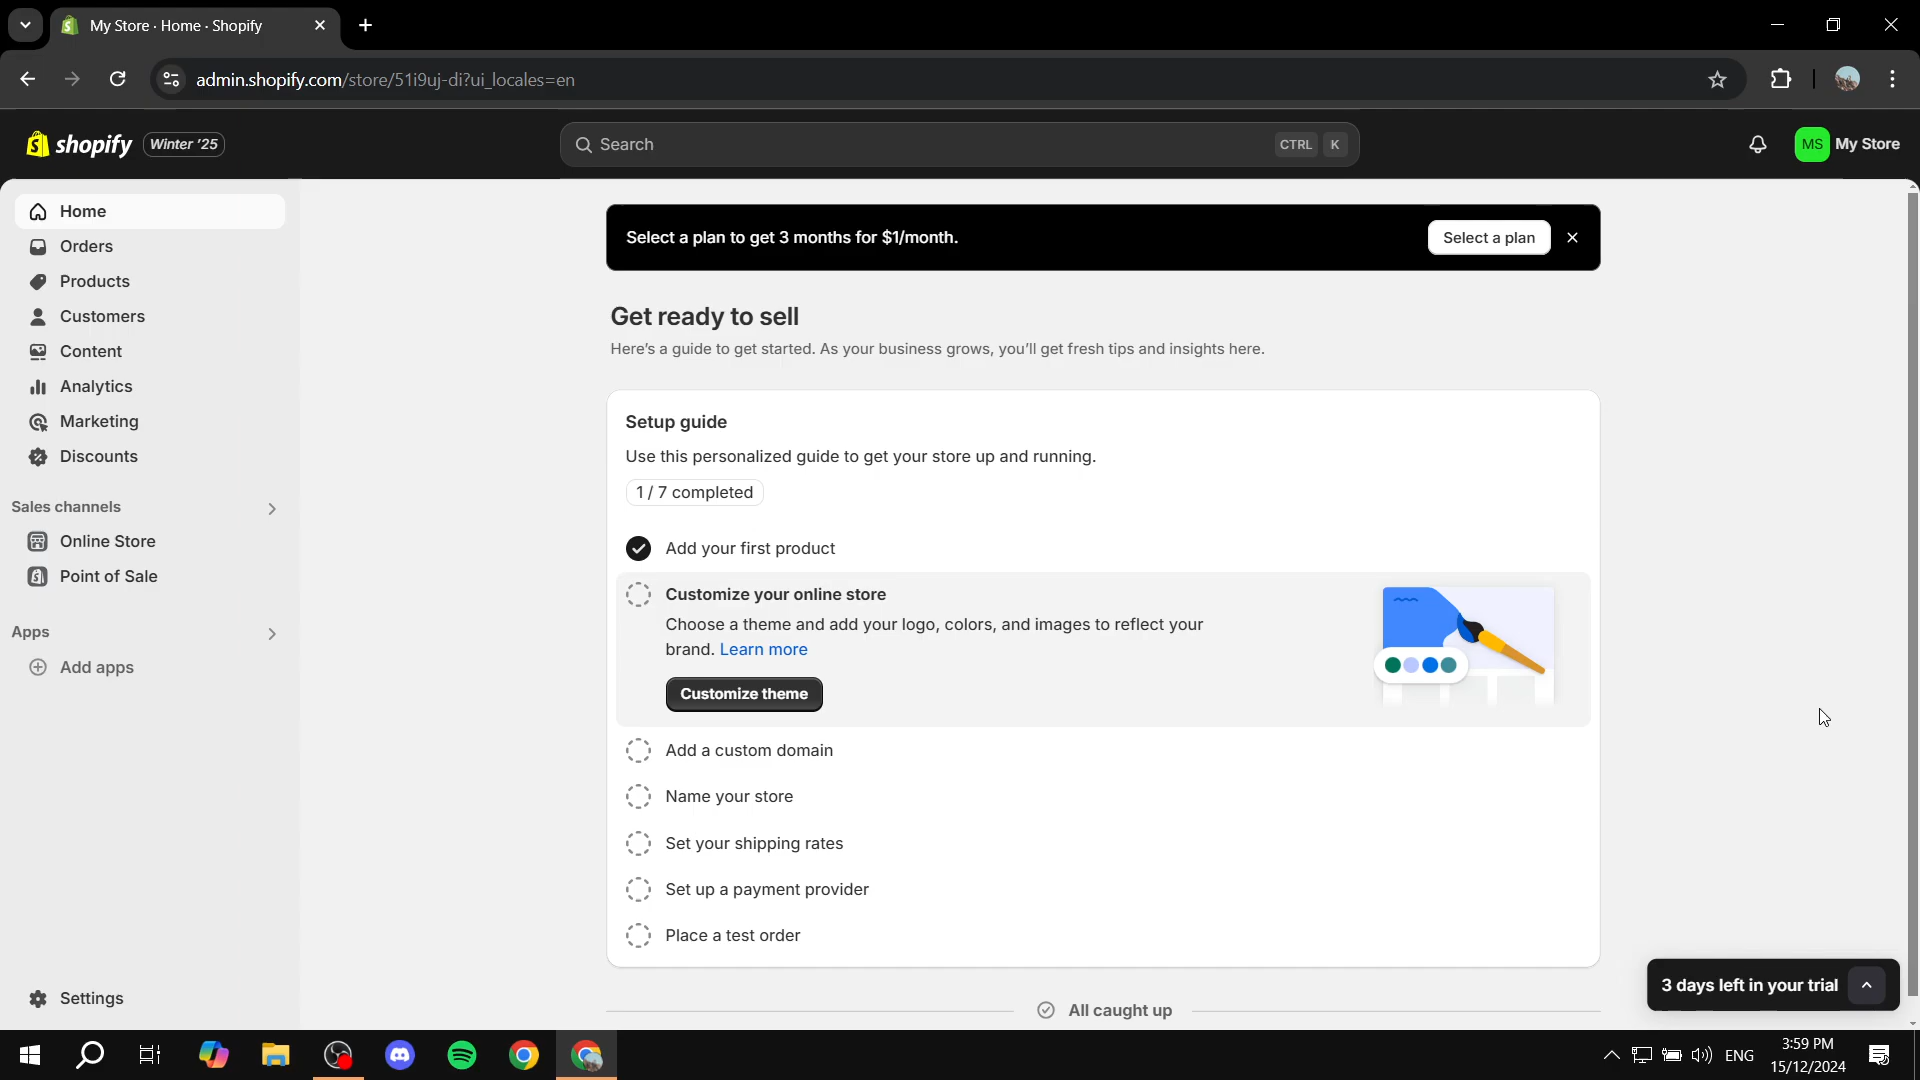 My Store · Home · Shopify
admin.shopify.com/store/51i9uj-di?ui_locales=en
shopify Winter '25
Search CTRL K
MS My Store
Home
Orders
Products
Customers
Content
Analytics
Marketing
Discounts
Sales channels
Online Store
Point of Sale
Apps
Add apps
Settings
Select a plan to get 3 months for $1/month.
Select a plan
Get ready to sell
Here's a guide to get started. As your business grows, you'll get fresh tips and insights here.
Setup guide
Use this personalized guide to get your store up and running.
1 / 7 completed
Add your first product
Customize your online store
Choose a theme and add your logo, colors, and images to reflect your
brand. Learn more
Customize theme
Add a custom domain
Name your store
Set your shipping rates
Set up a payment provider
Place a test order
All caught up
3 days left in your trial
ENG
3:59 PM
15/12/2024